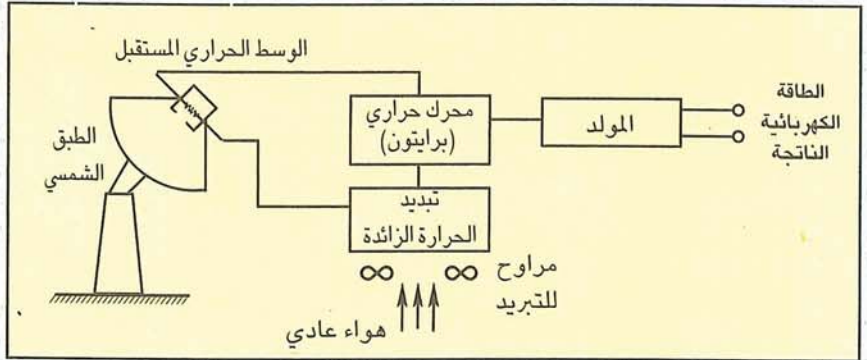 الوسط الحراري المستقبل
الطبق
الشمسي
محرك حراري
(برايتون)
المولد
الطاقة
الكهربائية
الناتجة
تبديد
الحرارة الزائدة
مراوح
للتبريد
هواء عادي